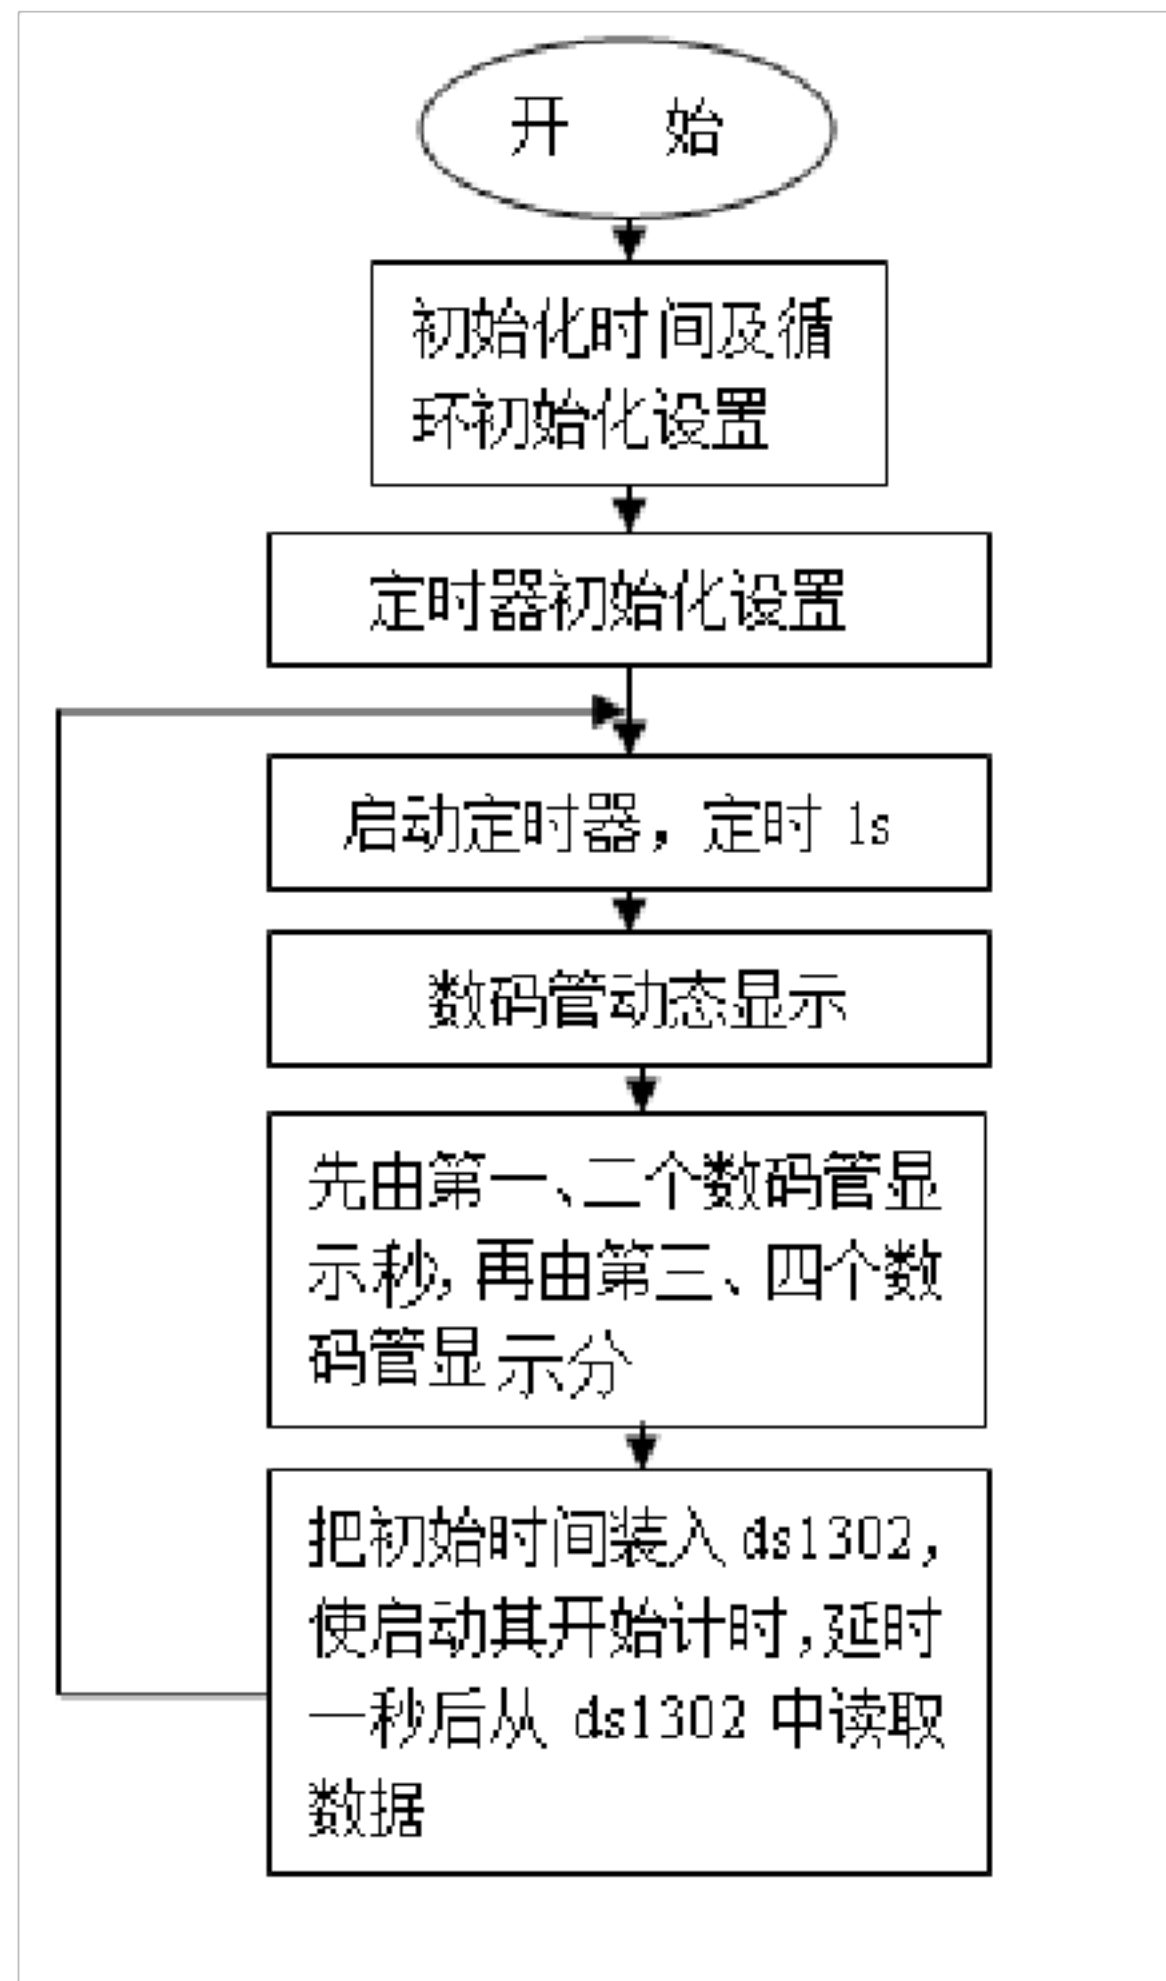 开 始
初始化时间及循
环初始化设置
定时器初始化设置
启动定时器，定时 1s
数码管动态显示
先由第一、二个数码管显
示秒，再由第三、四个数
码管显示分
把初始时间装入 ds1302，
使启动其开始计时，延时
一秒后从 ds1302 中读取
数据